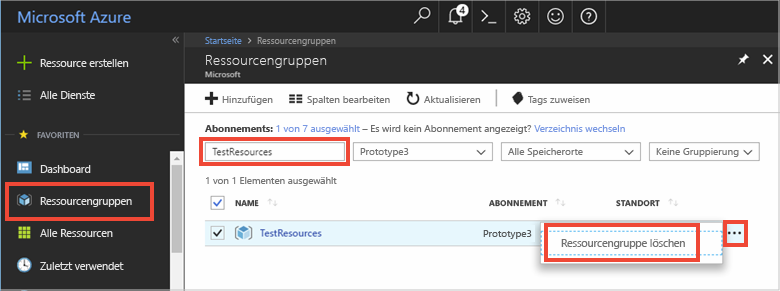 Microsoft Azure
4
Ressource erstellen
Alle Dienste
FAVORITEN
Dashboard
Ressourcengruppen
Alle Ressourcen
Zuletzt verwendet
Startseite > Ressourcengruppen
Ressourcengruppen
Microsoft
Hinzufügen Spalten bearbeiten Aktualisieren Tags zuweisen
Abonnements: 1 von 7 ausgewählt – Es wird kein Abonnement angezeigt? Verzeichnis wechseln
TestResources Prototype3 Alle Speicherorte Keine Gruppierung
1 von 1 Elementen ausgewählt
NAME ABONNEMENT STANDORT
TestResources Prototype3
Ressourcengruppe löschen